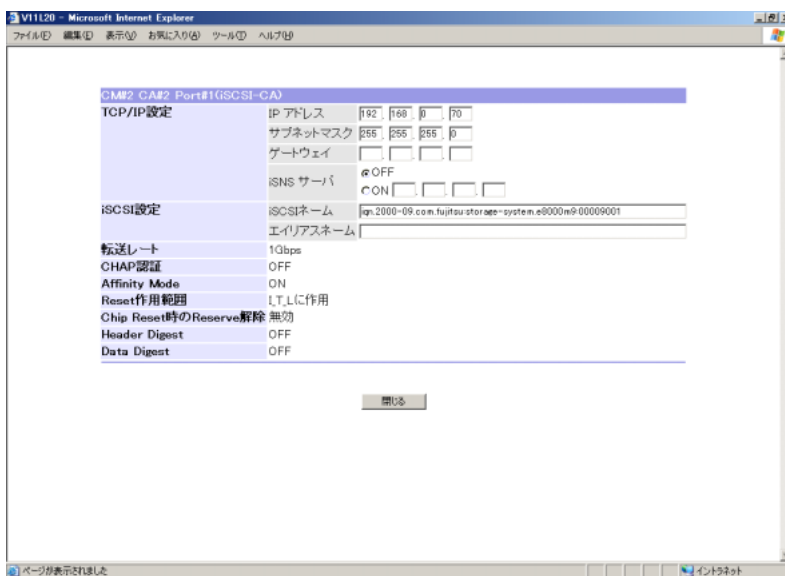 V11L20 - Microsoft Internet Explorer
ファイル(F) 編集(E) 表示(V) お気に入り(A) ツール(T) ヘルプ(H)
CM#2 CA#2 Port#1(iSCSI-CA)
TCP/IP設定 IP アドレス 192 . 168 . 0 . 70
サブネットマスク 255 . 255 . 255 . 0
ゲートウェイ . . .
iSNS サーバ OFF
ON . . .
iSCSI設定 iSCSIネーム iqn.2000-09.com.fujitsu:storage-system.e8000m9:00009001
エイリアスネーム
転送レート 1Gbps
CHAP認証 OFF
Affinity Mode ON
Reset作用範囲 I_T_Lに作用
Chip Reset時のReserve解除 無効
Header Digest OFF
Data Digest OFF
閉じる
ページが表示されました イントラネット